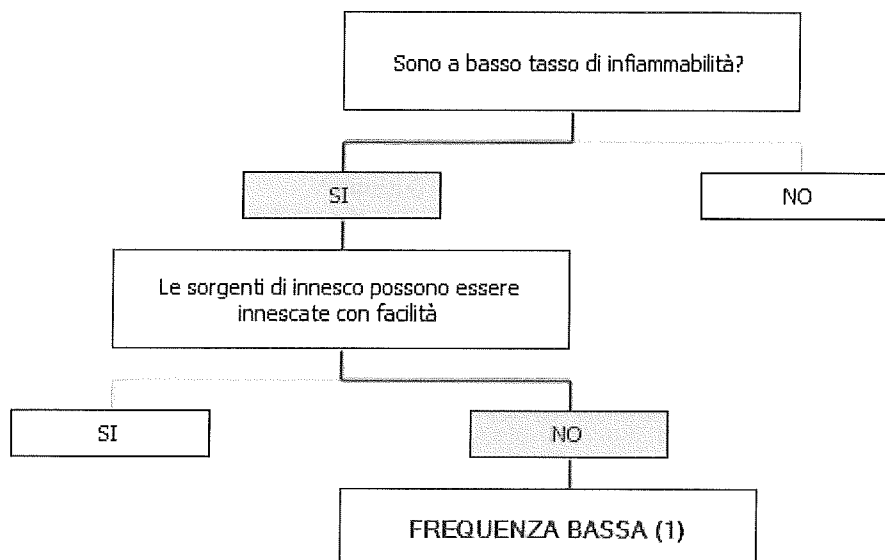 Sono a basso tasso di infiammabilità?
SI
NO
Le sorgenti di innesco possono essere
innescate con facilità
SI
NO
FREQUENZA BASSA (1)